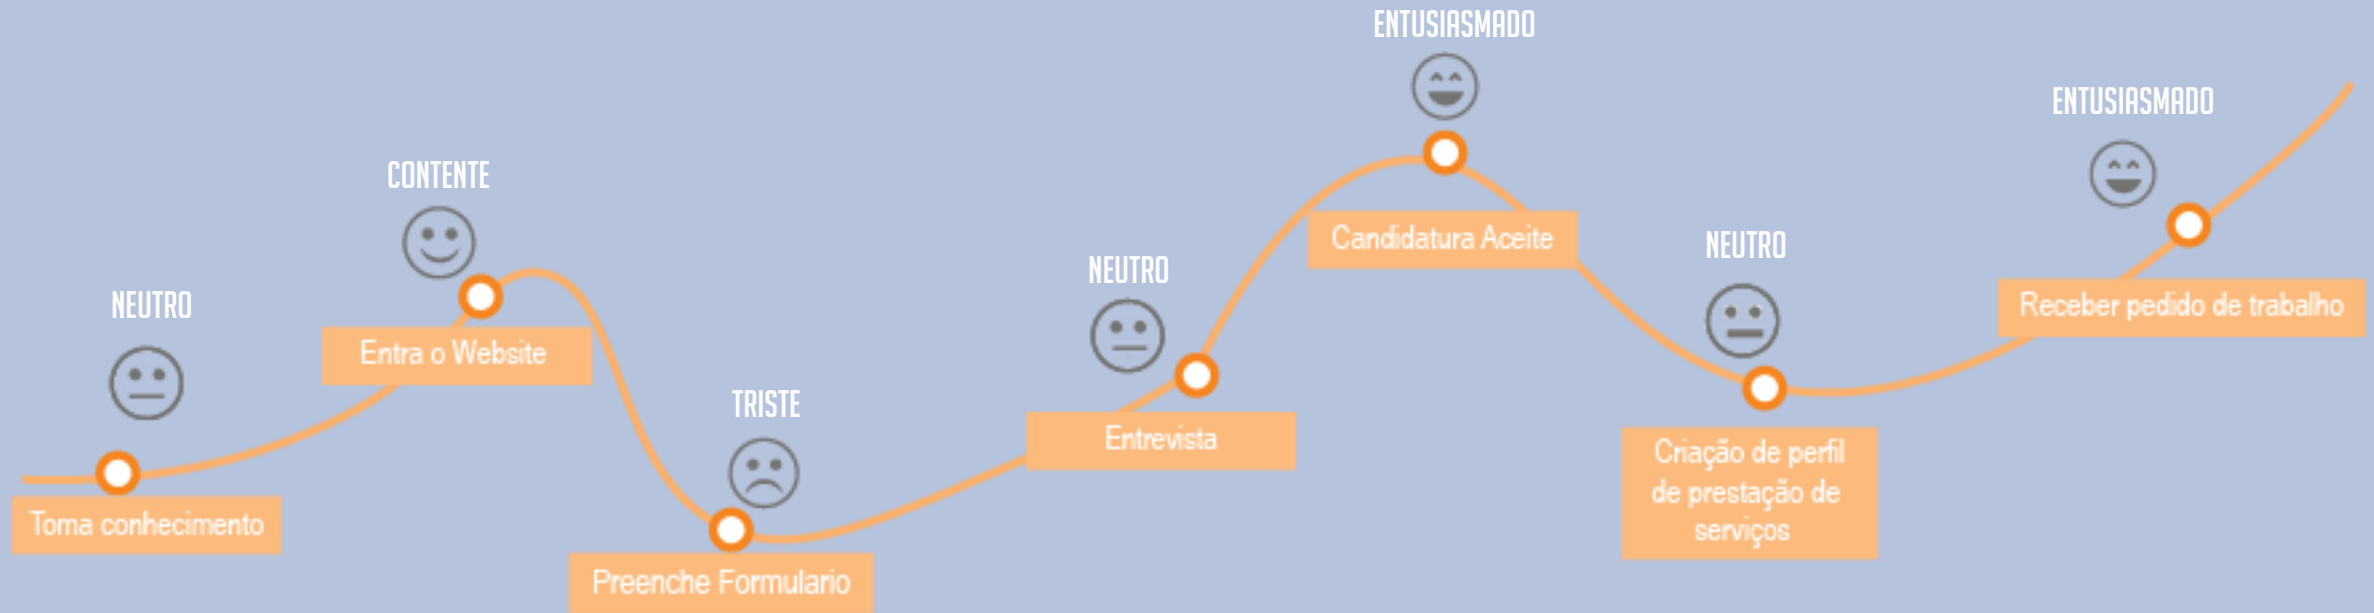 NEUTRO
Toma conhecimento
CONTENTE
Entra o Website
TRISTE
Preenche Formulario
NEUTRO
Entrevista
ENTUSIASMADO
Candidatura Aceite
NEUTRO
Criação de perfil
de prestação de
serviços
ENTUSIASMADO
Receber pedido de trabalho